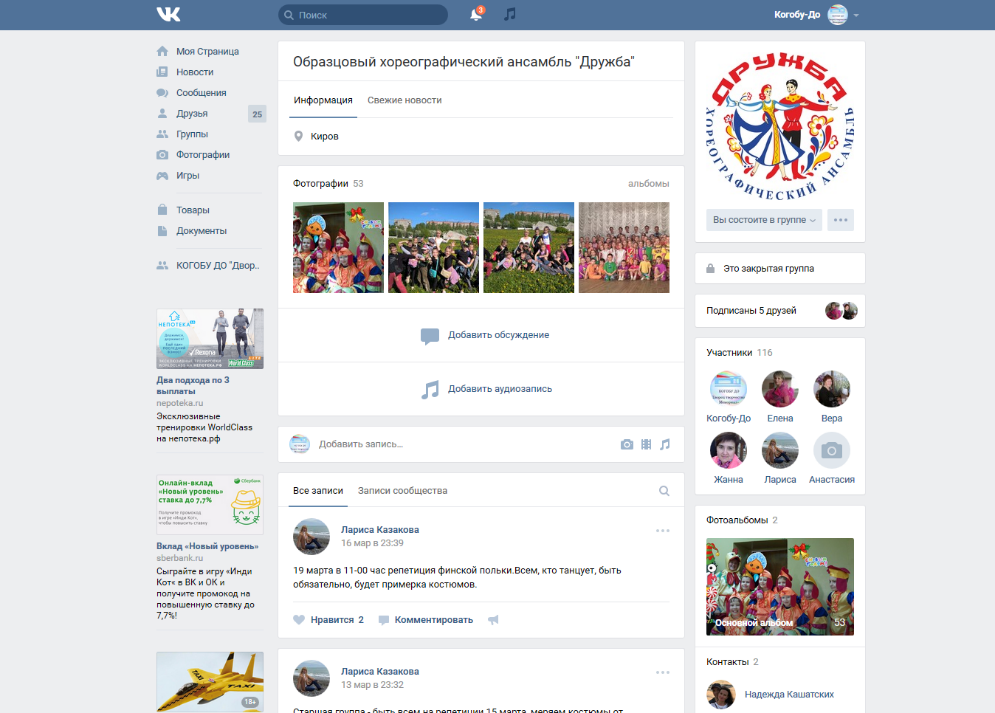 Поиск
3
Когобу-До
Моя Страница
Новости
Сообщения
Друзья
25
Группы
Фотографии
Игры
Товары
Документы
КОГОБУ ДО "Двор..
НЕПОТЕКА
Rexona
World Class
Два подхода по 3
выплаты
nepoteka.ru
Эксклюзивные
тренировки WorldClass
на непотека.рф
Онлайн-вклад
«Новый уровень»
ставка до 7,7%
Сбербанк
Вклад «Новый уровень»
sberbank.ru
Сыграйте в игру «Инди
Кот» в ВК и ОК и
получите промокод на
повышенную ставку до
7,7%!
TAXI
TAXI
18+
Образцовый хореографический ансамбль "Дружба"
Информация
Свежие новости
Киров
Фотографии 53
альбомы
Добавить обсуждение
Добавить аудиозапись
Добавить запись...
Все записи
Записи сообщества
Лариса Казакова
16 мар в 23:39
19 марта в 11-00 час репетиция финской польки.Всем, кто танцует, быть
обязательно, будет примерка костюмов.
Нравится 2
Комментировать
Лариса Казакова
13 мар в 23:32
Старшая группа - быть всем на репетиции 15 марта, меряем костюмы от
ДРУЖБА
ХОРЕОГРАФИЧЕСКИЙ АНСАМБЛЬ
Вы состоите в группе
Это закрытая группа
Подписаны 5 друзей
Участники 116
Когобу-До
Елена
Вера
Жанна
Лариса
Анастасия
Фотоальбомы 2
Основной альбом
53
Контакты 2
Надежда Кашатских